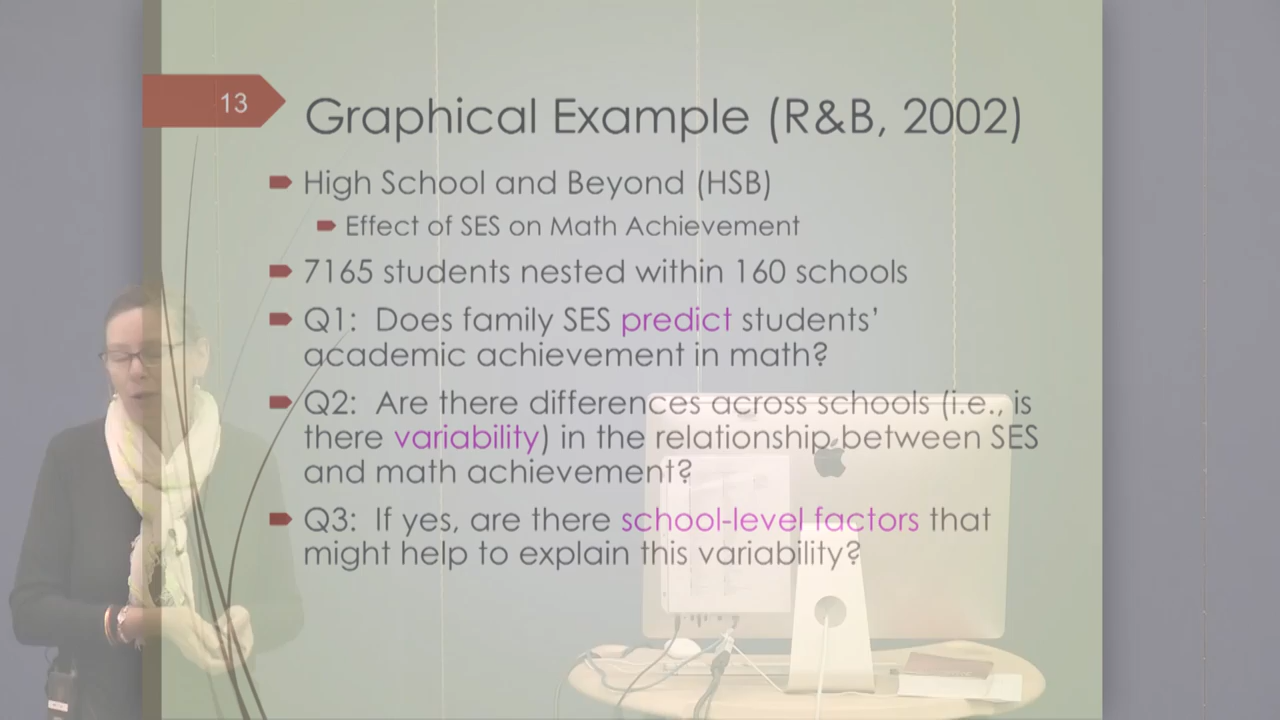 13
Graphical Example (R&B, 2002)
High School and Beyond (HSB)
Effect of SES on Math Achievement
7165 students nested within 160 schools
Q1: Does family SES predict students'
academic achievement in math?
Q2: Are there differences across schools (i.e., is
there variability) in the relationship between SES
and math achievement?
Q3: If yes, are there school-level factors that
might help to explain this variability?